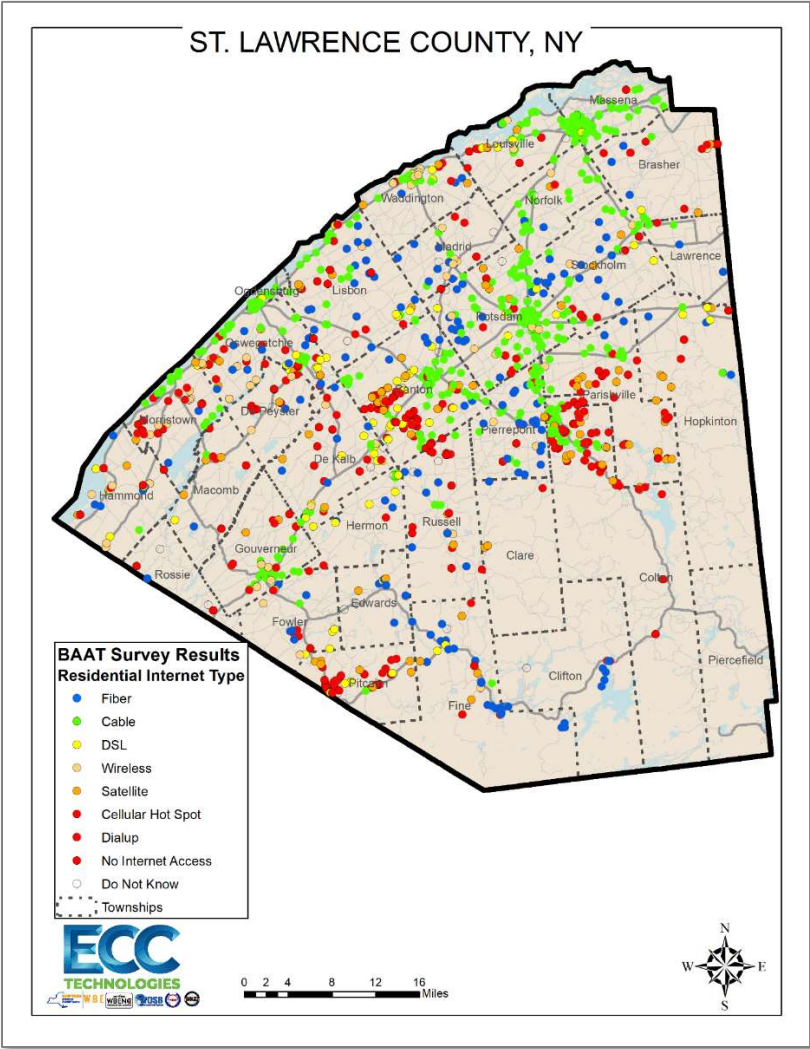 ST. LAWRENCE COUNTY, NY
Massena
Louisville
Brasher
Waddington
Norfolk
Madrid
Stockholm
Lawrence
Ogdensburg
Lisbon
Potsdam
Oswegatchie
Canton
Parishville
De Peyster
Morristown
Pierrepont
Hopkinton
De Kalb
Macomb
Hammond
Hermon
Russell
Gouverneur
Clare
Rossie
Colton
Edwards
Fowler
Piercefield
Clifton
Pitcairn
Fine
BAAT Survey Results
Residential Internet Type
Fiber
Cable
DSL
Wireless
Satellite
Cellular Hot Spot
Dialup
No Internet Access
Do Not Know
Townships
ECC
TECHNOLOGIES
WBE
0 2 4 8 12 16
Miles
N
W E
S